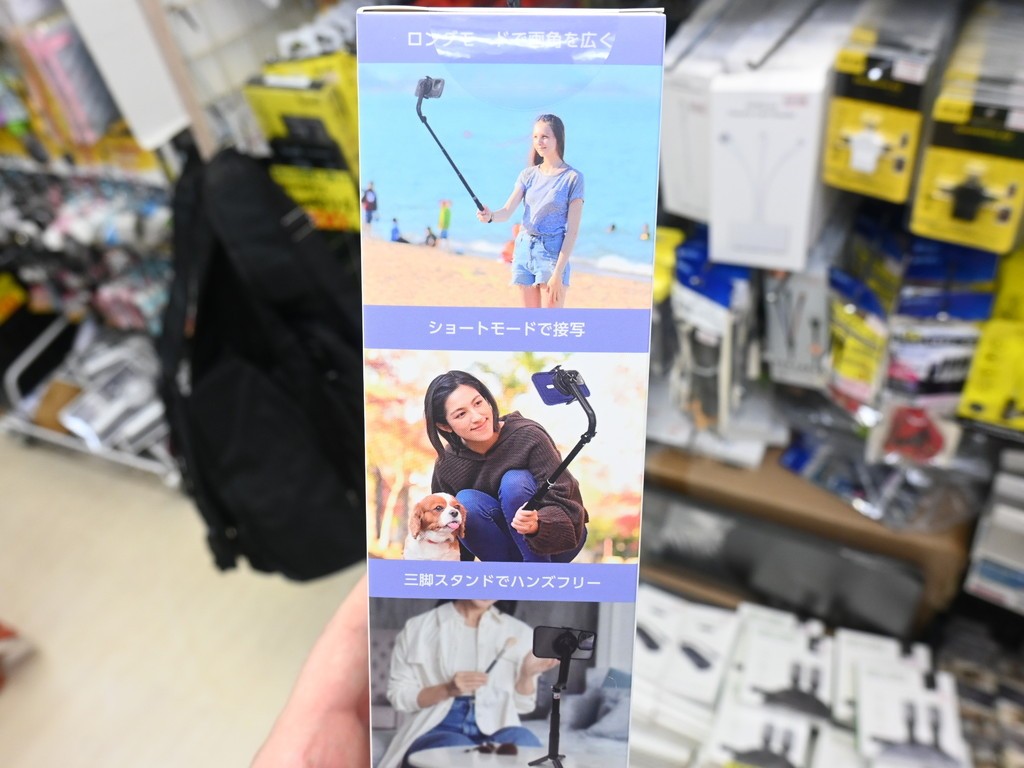 ロングモードで画角を広ぐ
ショートモードで接写
三脚スタンドでハンズフリー